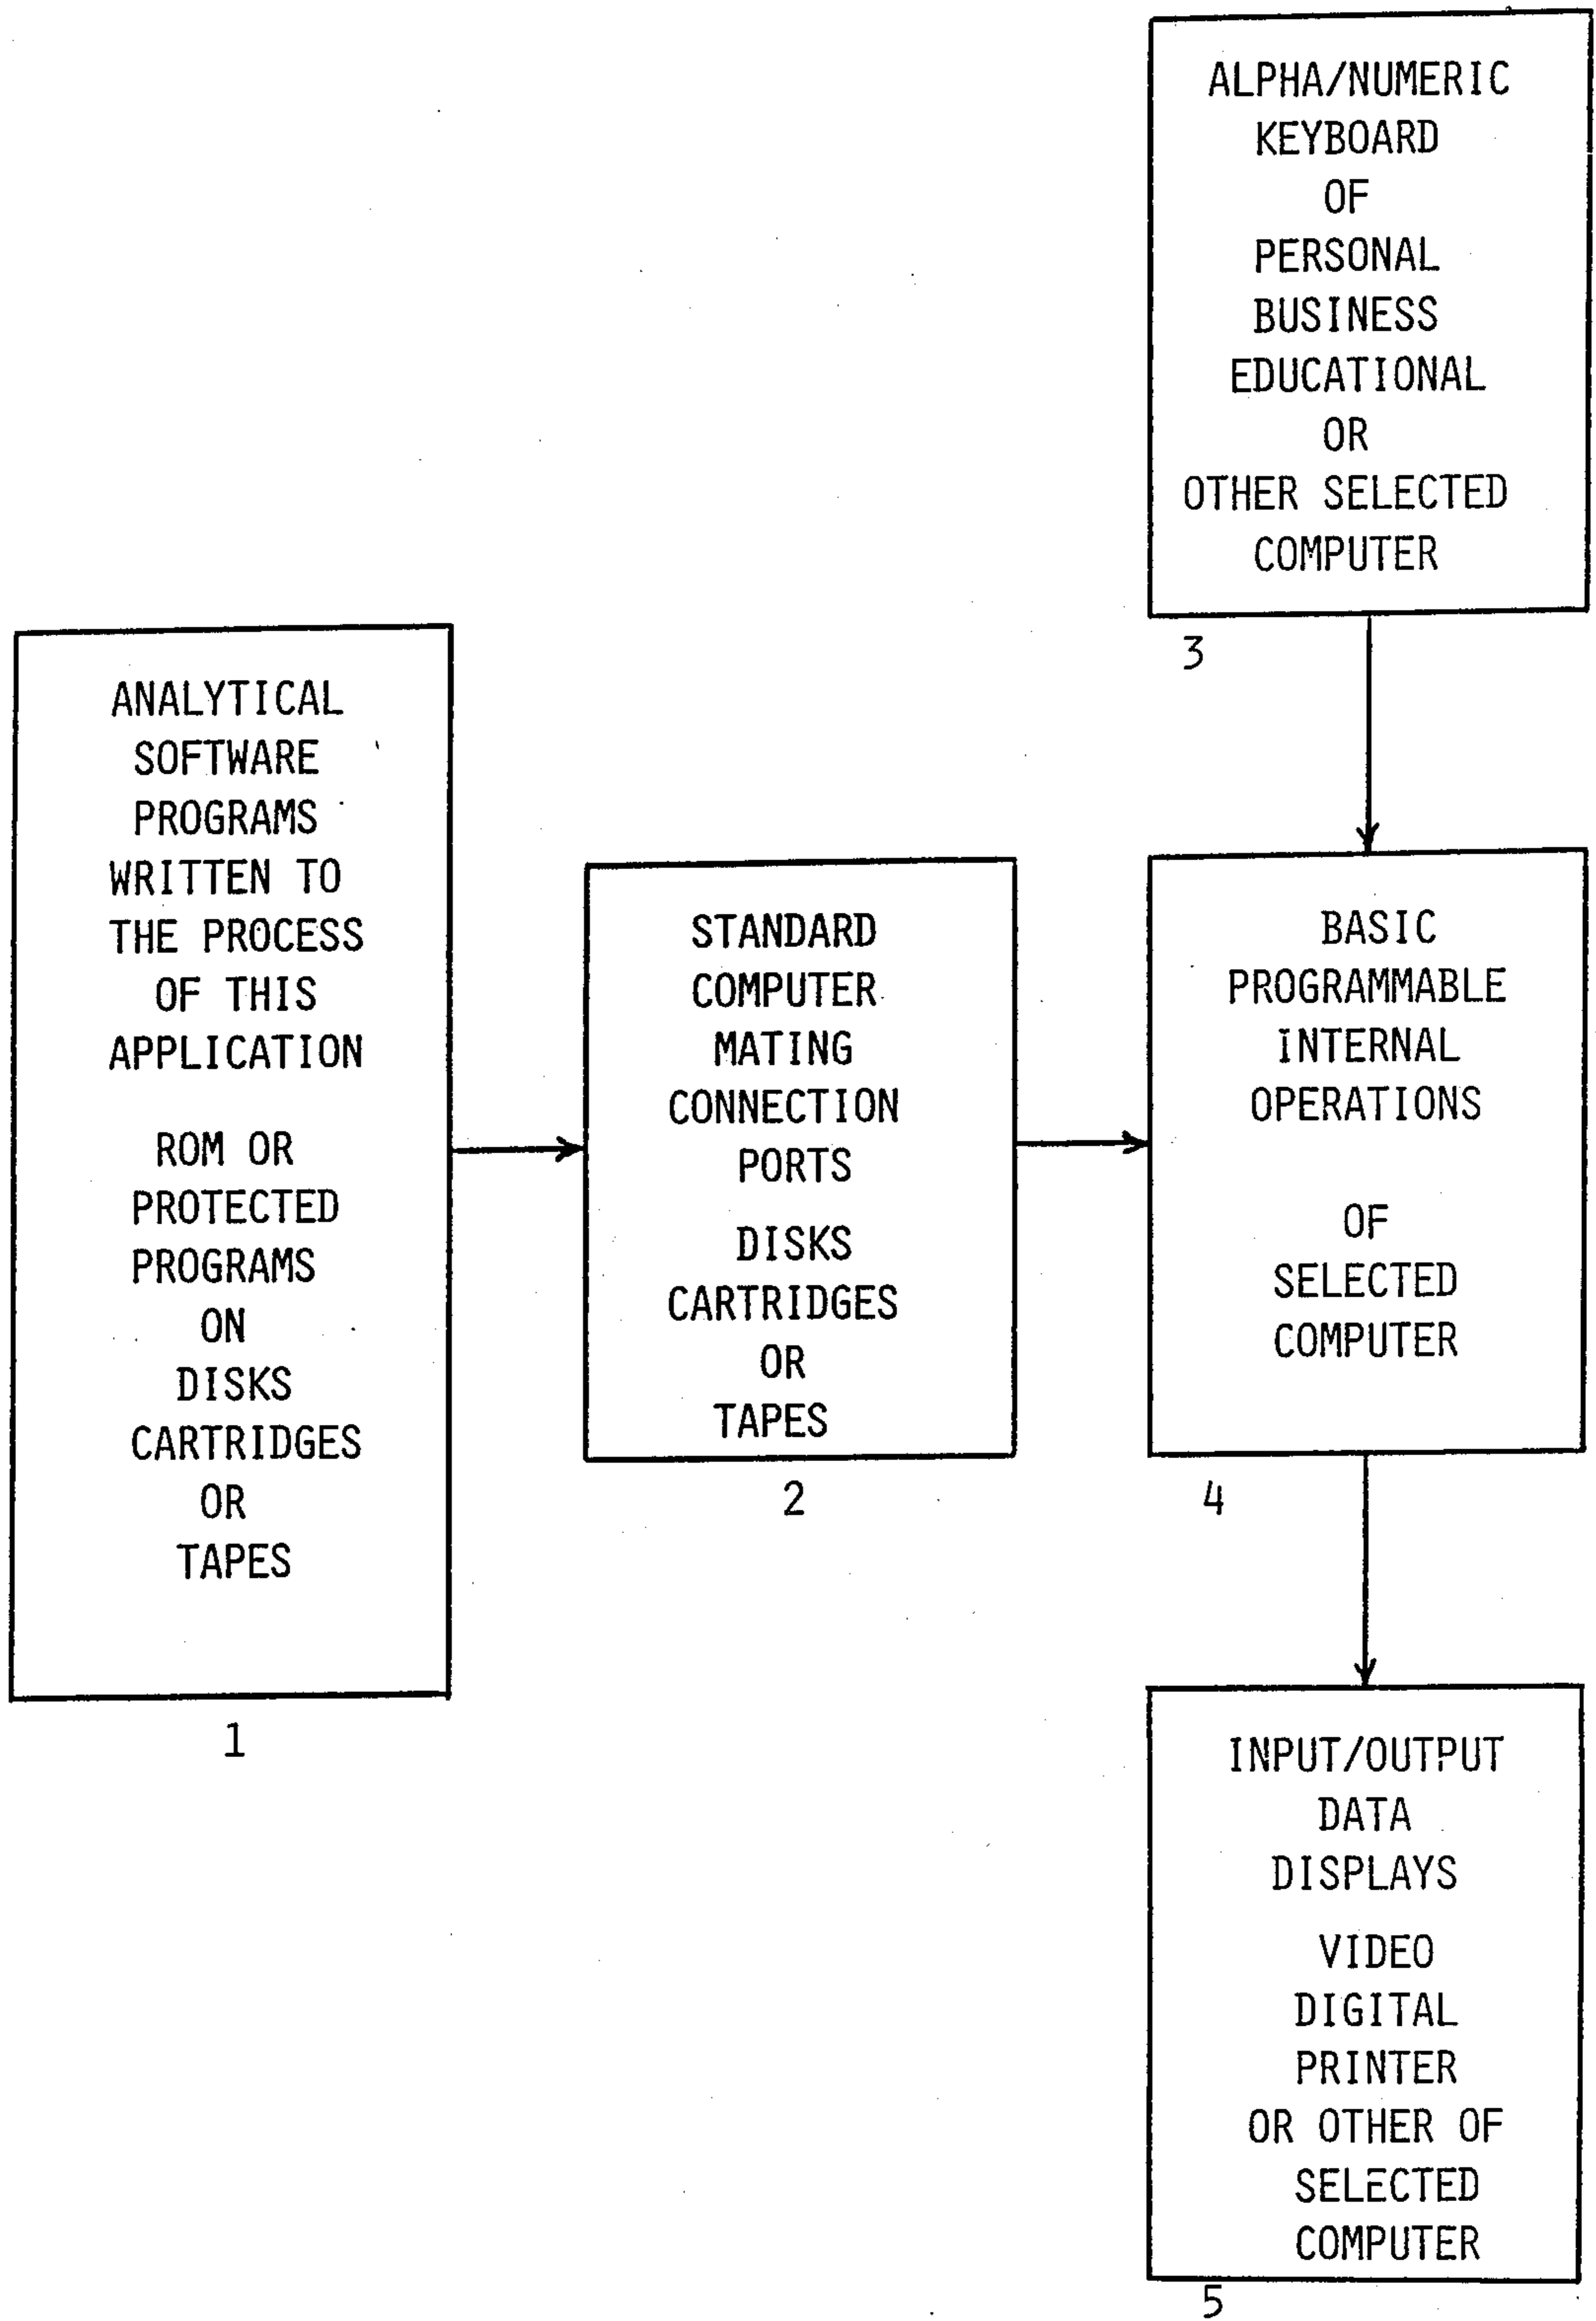 ALPHA/NUMERIC
KEYBOARD
OF
PERSONAL
BUSINESS
EDUCATIONAL
OR
OTHER SELECTED
COMPUTER
3
ANALYTICAL
SOFTWARE
PROGRAMS
WRITTEN TO
THE PROCESS
OF THIS
APPLICATION
ROM OR
PROTECTED
PROGRAMS
ON
DISKS
CARTRIDGES
OR
TAPES
1
STANDARD
COMPUTER
MATING
CONNECTION
PORTS
DISKS
CARTRIDGES
OR
TAPES
2
BASIC
PROGRAMMABLE
INTERNAL
OPERATIONS
OF
SELECTED
COMPUTER
4
INPUT/OUTPUT
DATA
DISPLAYS
VIDEO
DIGITAL
PRINTER
OR OTHER OF
SELECTED
COMPUTER
5